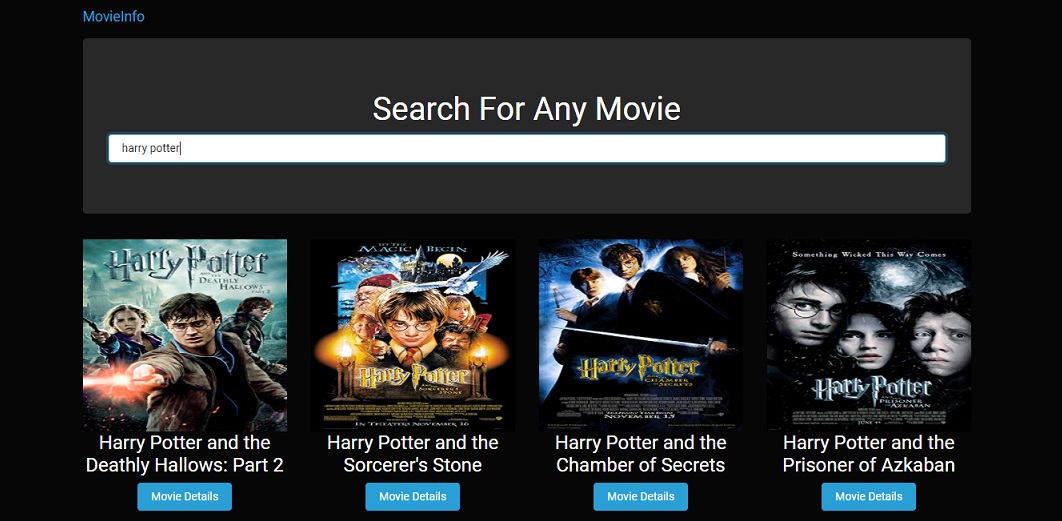 MovieInfo
Search For Any Movie
harry potter
Harry Potter
AND THE
DEATHLY HALLOWS
PART 2
LET THE
MAGIC BEGIN
Harry Potter
AND THE
SORCERER'S
STONE
IN THEATERS NOVEMBER 16
Harry Potter
AND THE
CHAMBER
OF SECRETS
NOVEMBER 15
Something Wicked This Way Comes
Harry Potter
AND THE
PRISONER OF
AZKABAN
JUNE 4
Harry Potter and the
Deathly Hallows: Part 2
Harry Potter and the
Sorcerer's Stone
Harry Potter and the
Chamber of Secrets
Harry Potter and the
Prisoner of Azkaban
Movie Details
Movie Details
Movie Details
Movie Details